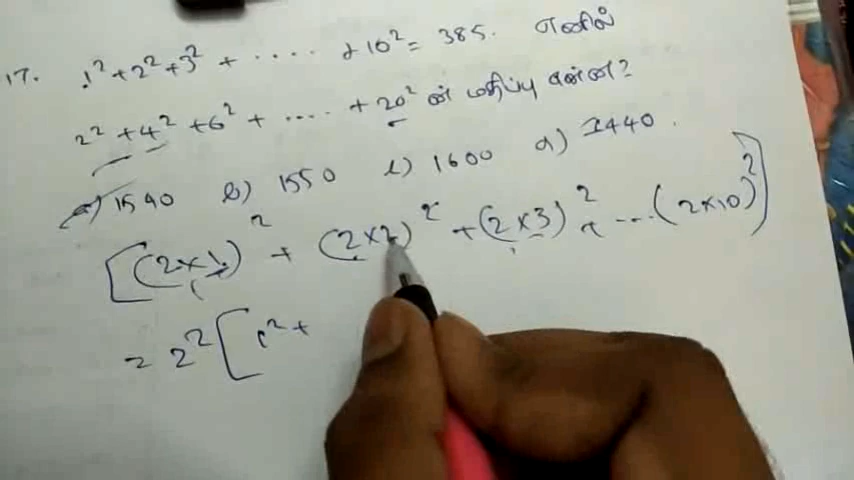 17. 1² + 2² + 3² + .... + 10² = 385. எனில்
2² + 4² + 6² + .... + 20² ன் மதிப்பு என்ன?
a) 1540 b) 1550 c) 1600 d) 1440.
[(2×1)² + (2×2)² + (2×3)² + ... (2×10)²]
= 2² [1² +